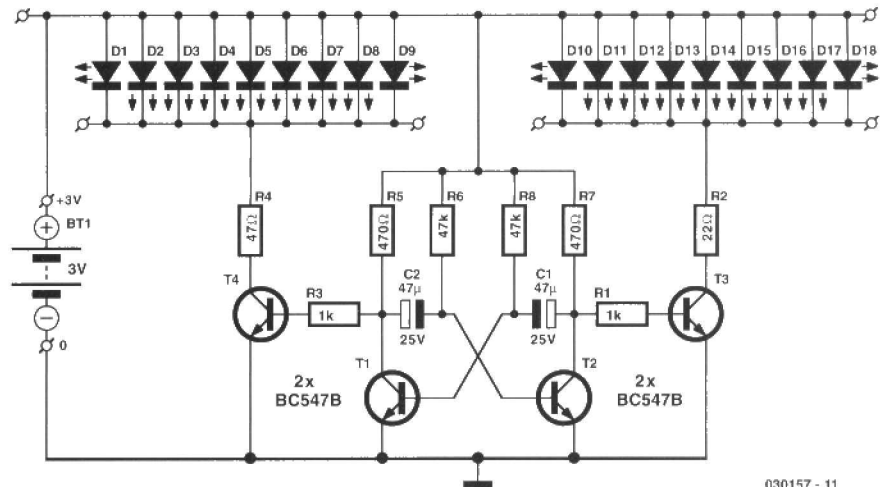 D1 D2 D3 D4 D5 D6 D7 D8 D9
D10 D11 D12 D13 D14 D15 D16 D17 D18
+3V
BT1
3V
0
R4
47Ω
R5
470Ω
R6
47k
R8
47k
R7
470Ω
R2
22Ω
T4
R3
1k
C2
47μ
25V
C1
47μ
25V
R1
1k
T3
T1
T2
2x
BC547B
2x
BC547B
030157 - 11